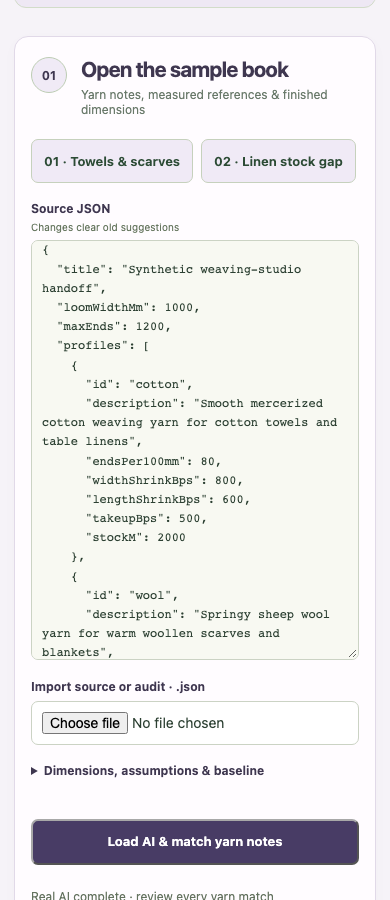 01
Open the sample book
Yarn notes, measured references & finished
dimensions
01 · Towels & scarves
02 · Linen stock gap
Source JSON
Changes clear old suggestions
{
"title": "Synthetic weaving-studio
handoff",
"loomWidthMm": 1000,
"maxEnds": 1200,
"profiles": [
{
"id": "cotton",
"description": "Smooth mercerized
cotton weaving yarn for cotton towels and
table linens",
"endsPer100mm": 80,
"widthShrinkBps": 800,
"lengthShrinkBps": 600,
"takeupBps": 500,
"stockM": 2000
},
{
"id": "wool",
"description": "Springy sheep wool
yarn for warm woollen scarves and
blankets",
Import source or audit · .json
Choose file No file chosen
Dimensions, assumptions & baseline
Load AI & match yarn notes
Real AI complete · review every yarn match